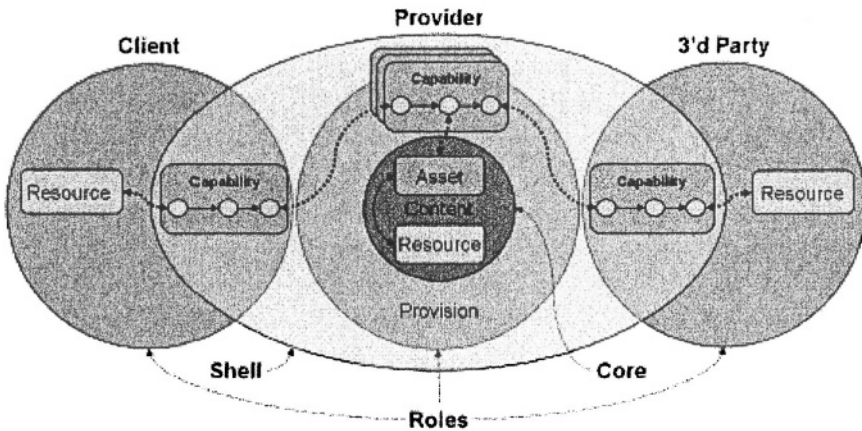 Provider
Client
3'd Party
Capability
Resource
Capability
Asset
Content
Resource
Capability
Resource
Provision
Shell
Core
Roles